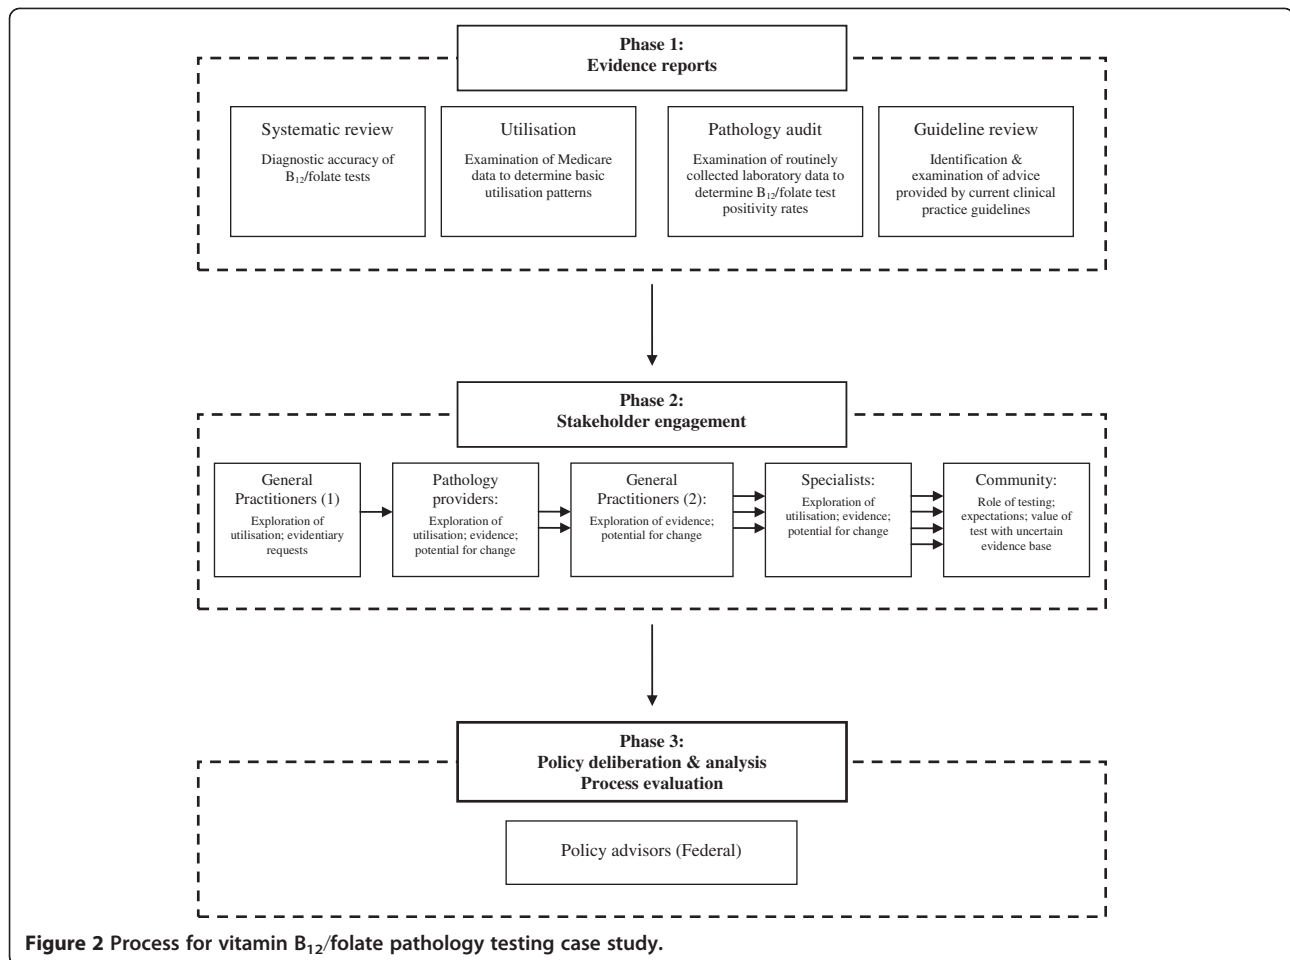 Phase 1:
Evidence reports
Systematic review
Diagnostic accuracy of
B₁₂/folate tests
Utilisation
Examination of Medicare
data to determine basic
utilisation patterns
Pathology audit
Examination of routinely
collected laboratory data to
determine B₁₂/folate test
positivity rates
Guideline review
Identification &
examination of advice
provided by current clinical
practice guidelines
Phase 2:
Stakeholder engagement
General
Practitioners (1)
Exploration of
utilisation; evidentiary
requests
Pathology
providers:
Exploration of
utilisation; evidence;
potential for change
General
Practitioners (2):
Exploration of evidence;
potential for change
Specialists:
Exploration of
utilisation; evidence;
potential for change
Community:
Role of testing;
expectations; value of
test with uncertain
evidence base
Phase 3:
Policy deliberation & analysis
Process evaluation
Policy advisors (Federal)
Figure 2 Process for vitamin B₁₂/folate pathology testing case study.